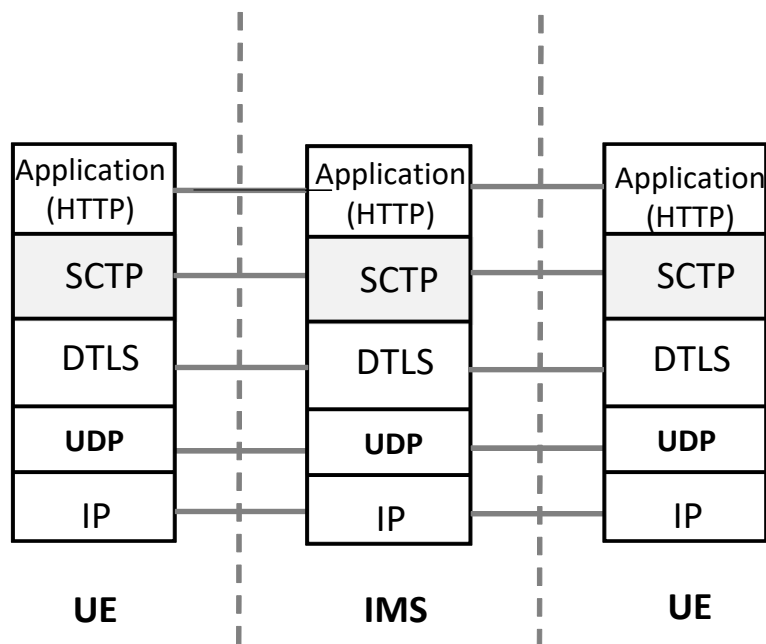 Application
(HTTP)
SCTP
DTLS
UDP
IP
UE
Application
(HTTP)
SCTP
DTLS
UDP
IP
IMS
Application
(HTTP)
SCTP
DTLS
UDP
IP
UE